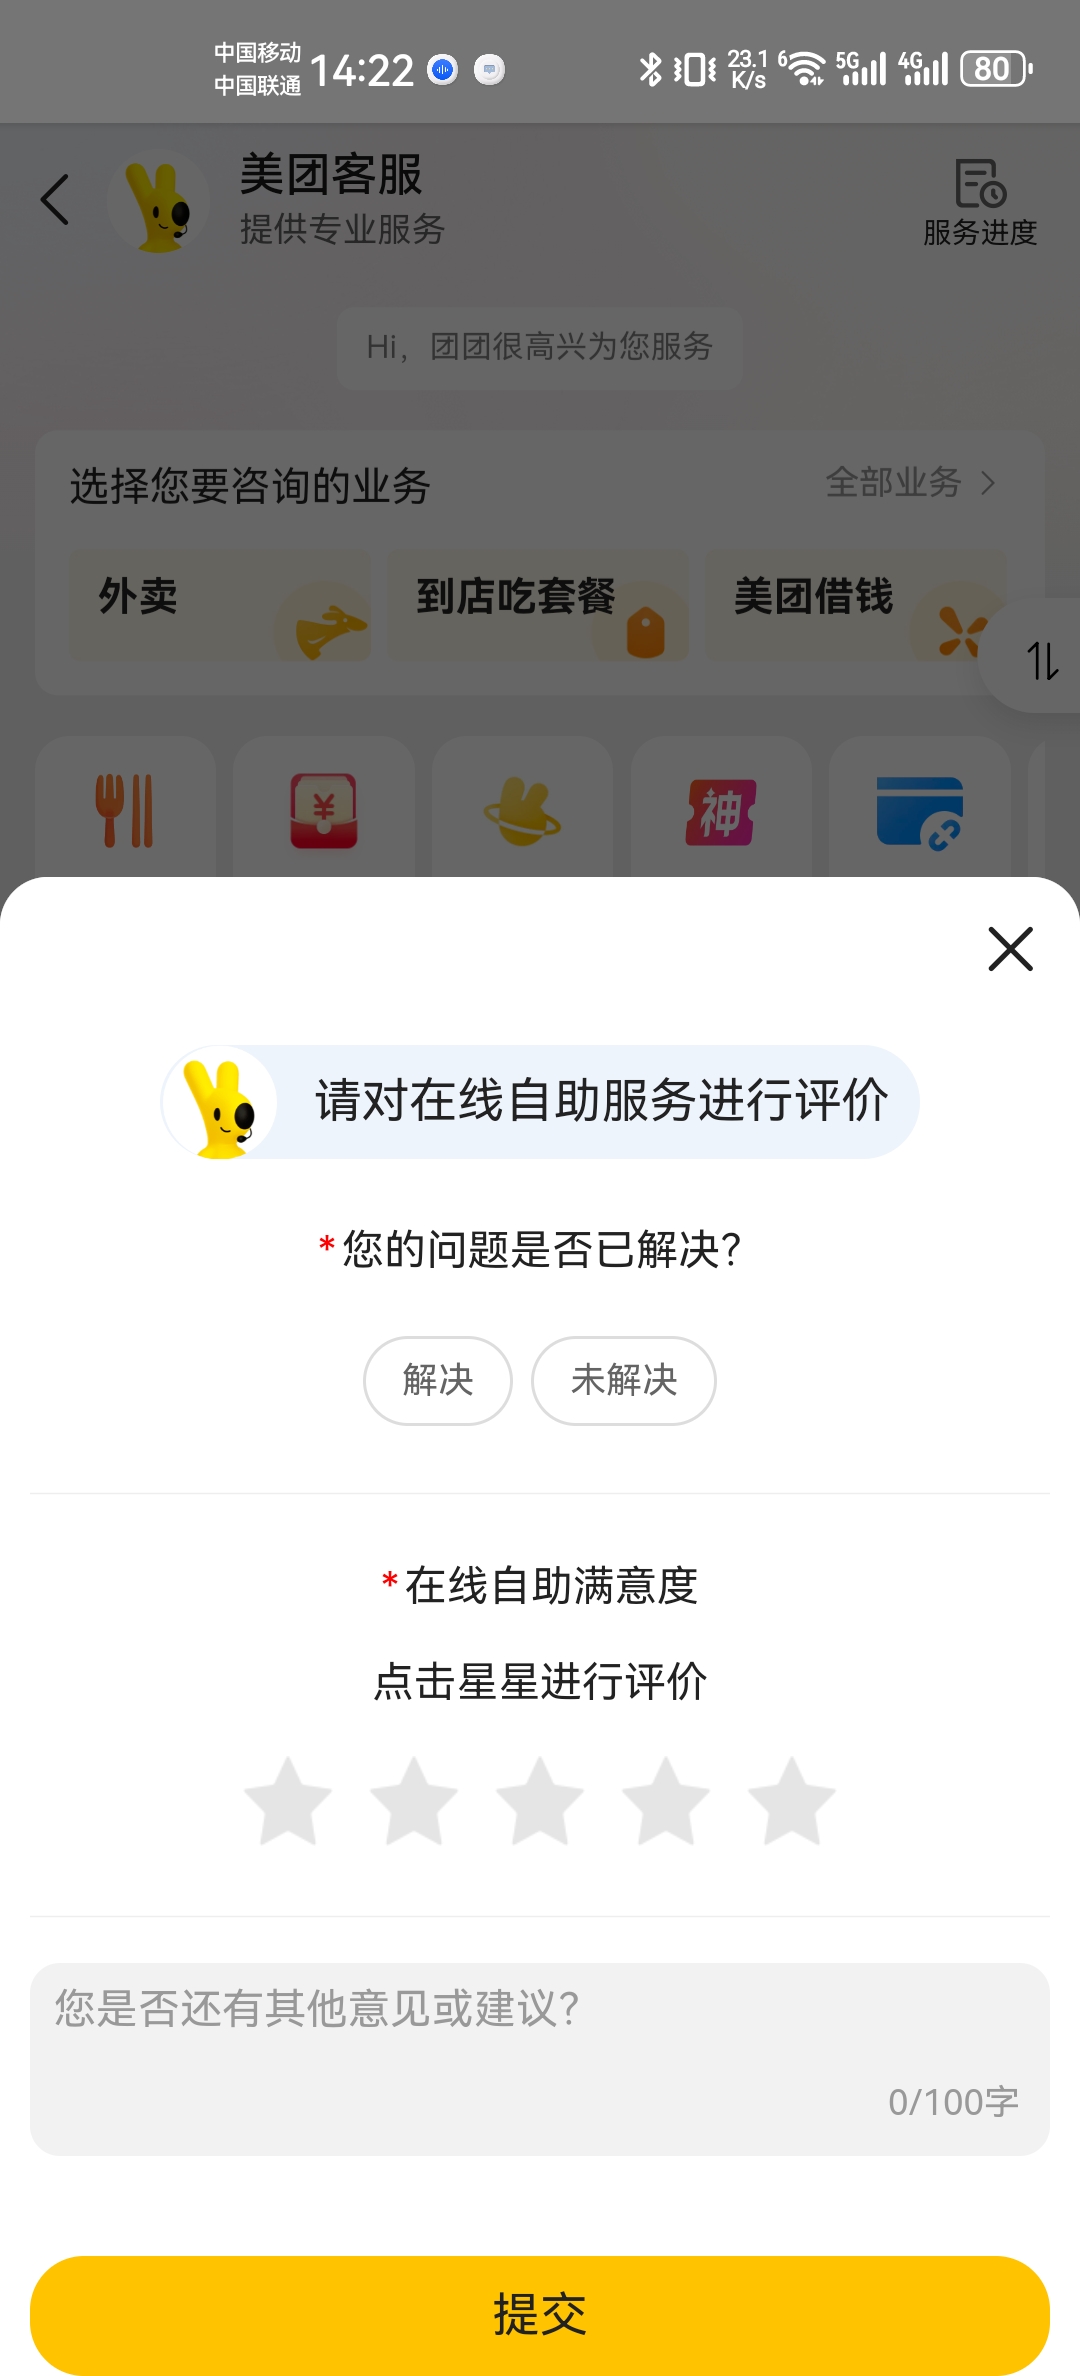 中国移动
中国联通
14:22
23.1
K/s
6
5G
4G
80
美团客服
提供专业服务
服务进度
Hi，团团很高兴为您服务
选择您要咨询的业务
全部业务
外卖
到店吃套餐
美团借钱
¥
神
请对在线自助服务进行评价
*您的问题是否已解决？
解决
未解决
*在线自助满意度
点击星星进行评价
您是否还有其他意见或建议？
0/100字
提交